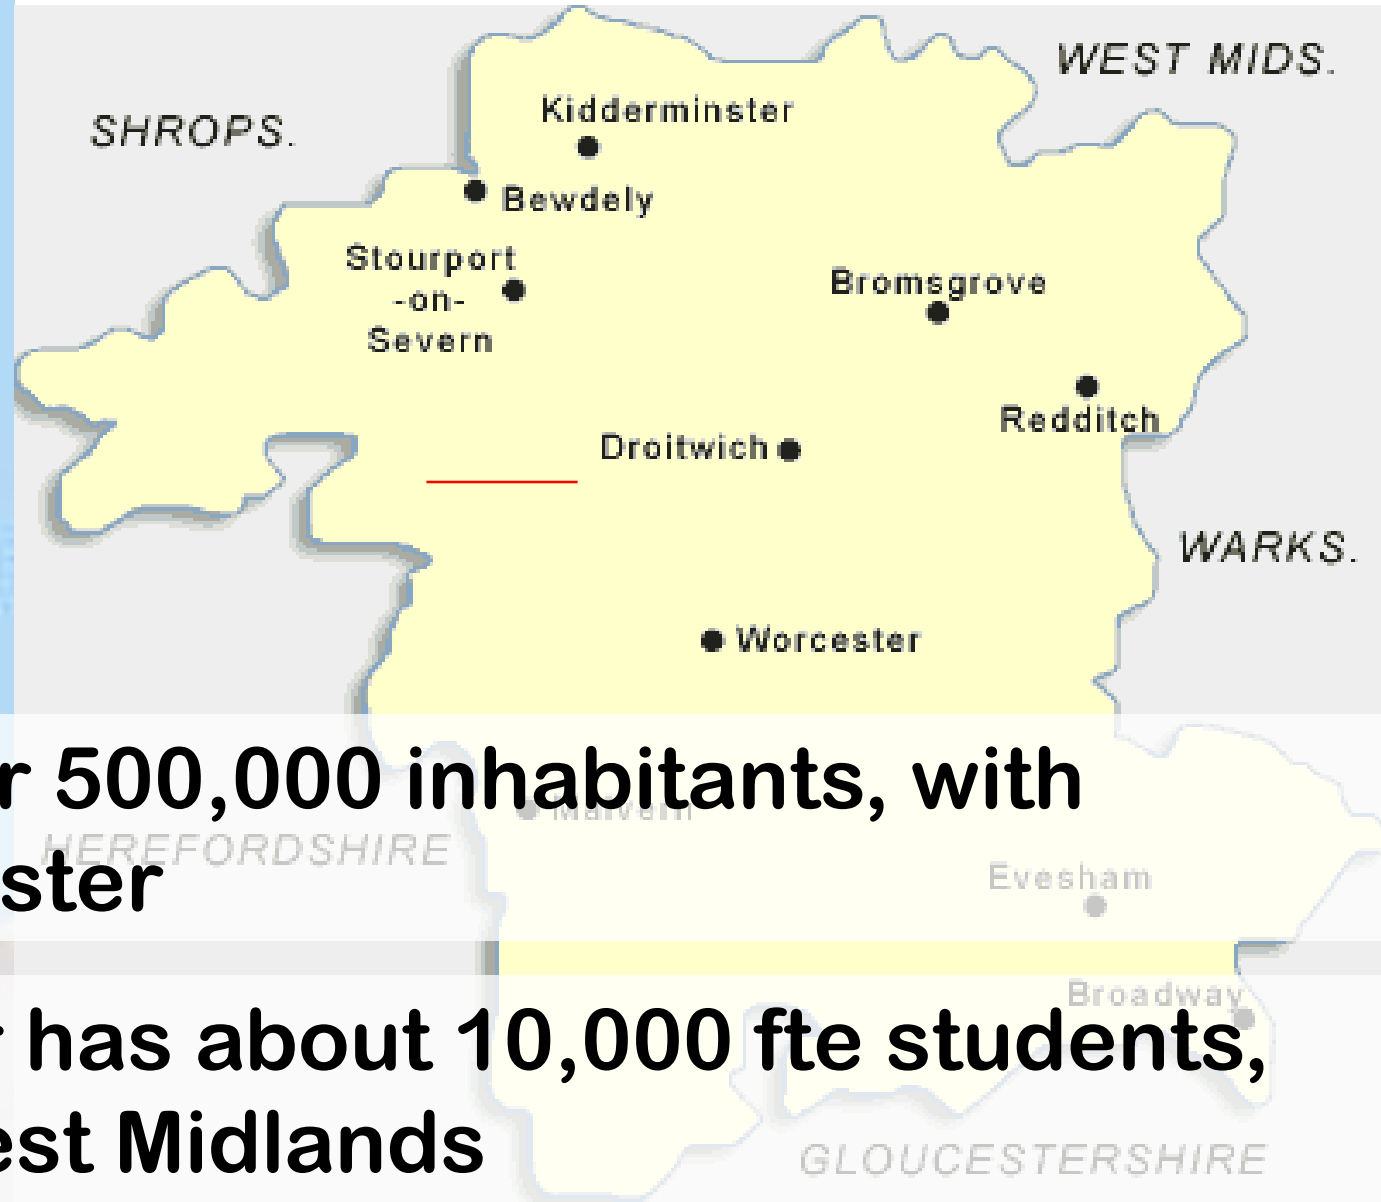 WEST MIDS.
Kidderminster
SHROPS.
Bewdely
Stourport
-on-
Severn
Bromsgrove
Redditch
Droitwich
WARKS.
Worcester
r 500,000 inhabitants, with
Malvern
HEREFORDSHIRE
ster
Evesham
Broadway
r has about 10,000 fte students,
est Midlands
GLOUCESTERSHIRE